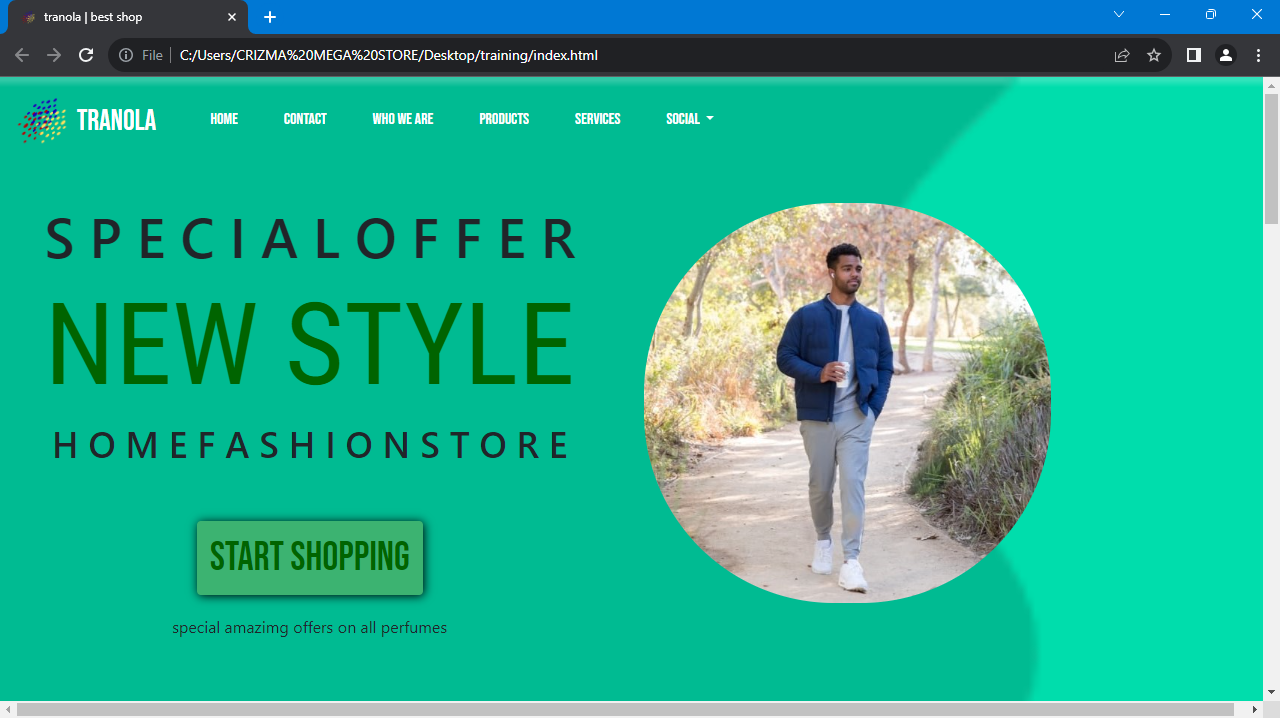 tranola | best shop
File C:/Users/CRIZMA%20MEGA%20STORE/Desktop/training/index.html
TRANOLA HOME CONTACT WHO WE ARE PRODUCTS SERVICES SOCIAL
SPECIALOFFER
NEW STYLE
HOMEFASHIONSTORE
START SHOPPING
special amazimg offers on all perfumes